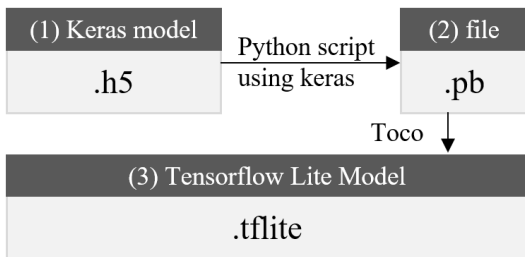 (1) Keras model
.h5
Python script
using keras
(2) file
.pb
Toco
(3) Tensorflow Lite Model
.tflite